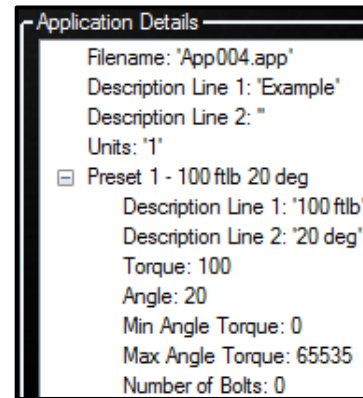 Application Details
Filename: 'App004.app'
Description Line 1: 'Example'
Description Line 2: ''
Units: '1'
Preset 1 - 100 ftlb 20 deg
Description Line 1: '100 ftlb'
Description Line 2: '20 deg'
Torque: 100
Angle: 20
Min Angle Torque: 0
Max Angle Torque: 65535
Number of Bolts: 0